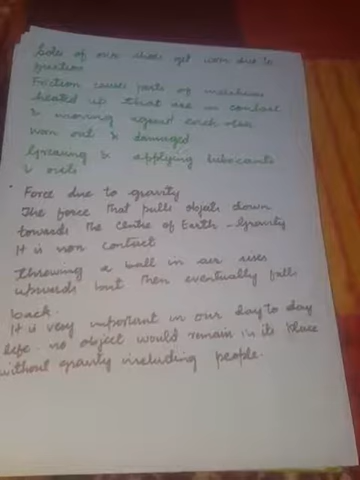 Soles of our shoes get worn due to
friction
Friction causes parts of machines
heated up that are in contact
& moving against each other
worn out & damaged
Greasing & applying lubricants
& oils
Force due to gravity
The force that pulls objects down
towards the centre of Earth - Gravity
It is non contact
Throwing a ball in air rises
upwards but then eventually falls
back.
It is very important in our day to day
life. no object would remain in its place
without gravity including people.